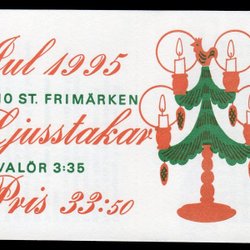 Jul 1995
10 ST. FRIMÄRKEN
Ljusstakar
VALÖR 3:35
Pris 33:50